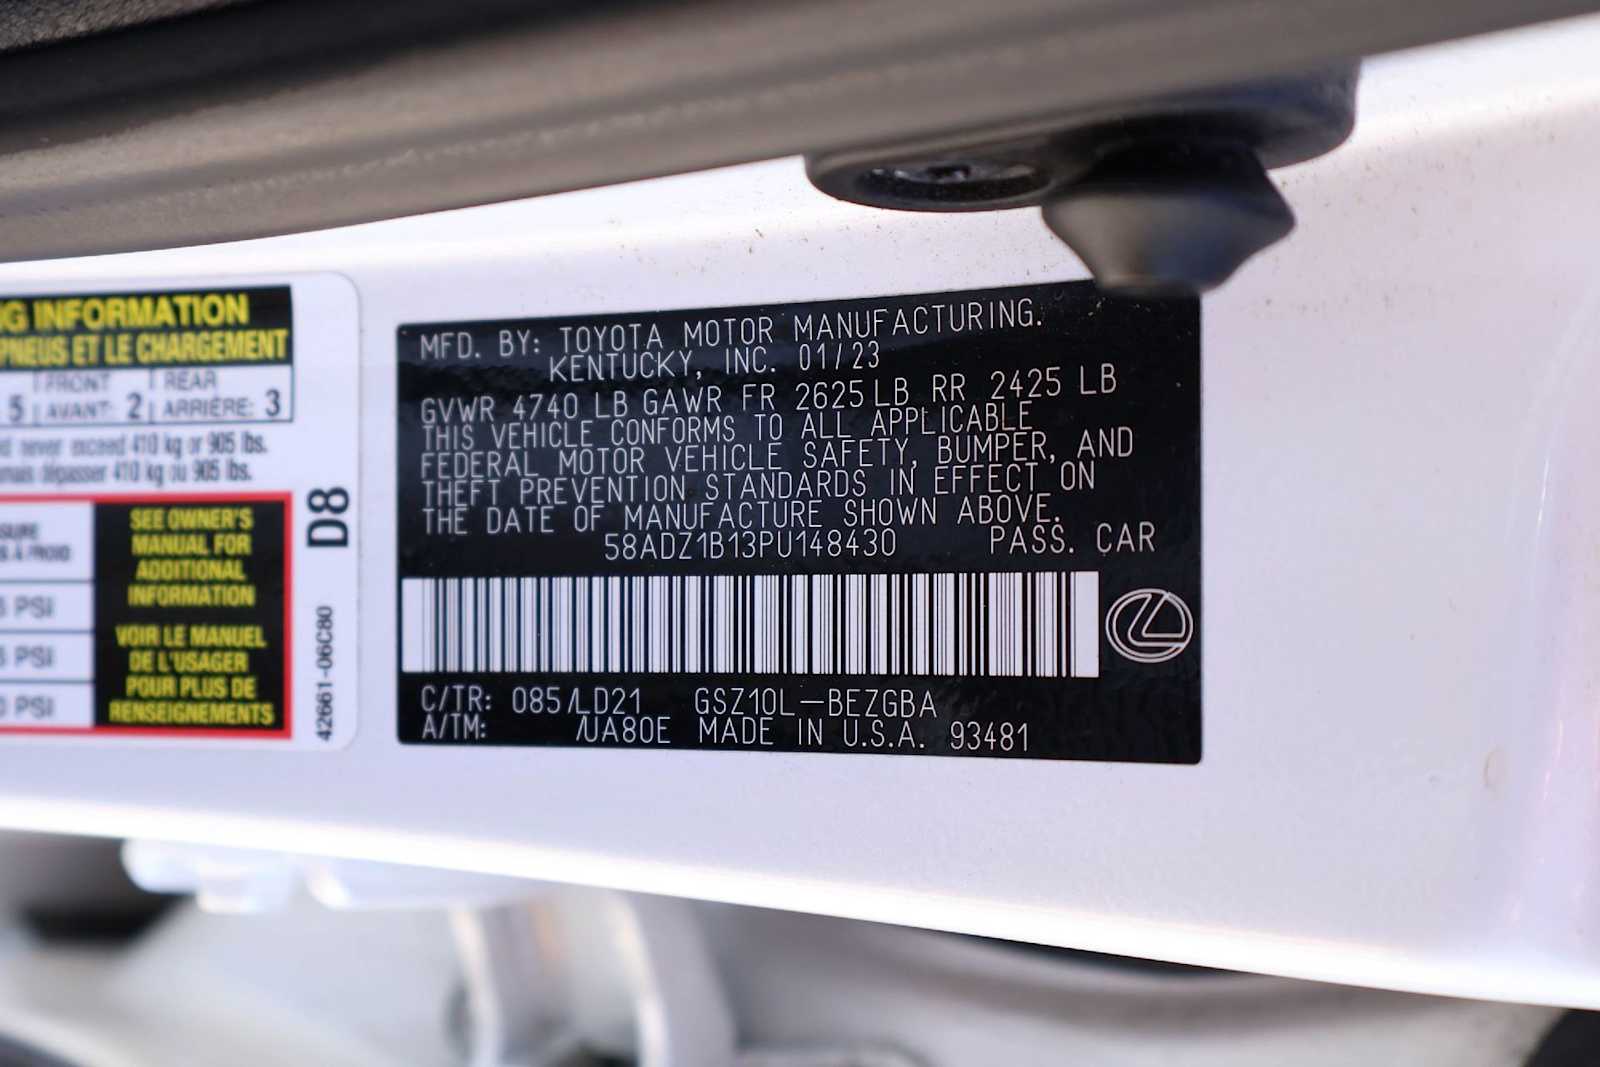 NG INFORMATION
PNEUS ET LE CHARGEMENT
FRONT REAR
5 AVANT: 2 ARRIÈRE: 3
never exceed 410 kg or 905 lbs.
dépasser 410 kg ou 905 lbs.
PSI
PSI
PSI
SEE OWNER'S
MANUAL FOR
ADDITIONAL
INFORMATION
VOIR LE MANUEL
DE L'USAGER
POUR PLUS DE
RENSEIGNEMENTS
D8
42661-06C80
MFD. BY: TOYOTA MOTOR MANUFACTURING.
KENTUCKY, INC. 01/23
GVWR 4740 LB GAWR FR 2625 LB RR 2425 LB
THIS VEHICLE CONFORMS TO ALL APPLICABLE
FEDERAL MOTOR VEHICLE SAFETY, BUMPER, AND
THEFT PREVENTION STANDARDS IN EFFECT ON
THE DATE OF MANUFACTURE SHOWN ABOVE.
58ADZ1B13PU148430 PASS. CAR
C/TR: 085/LD21 GSZ10L-BEZGBA
A/TM: /UA80E MADE IN U.S.A. 93481